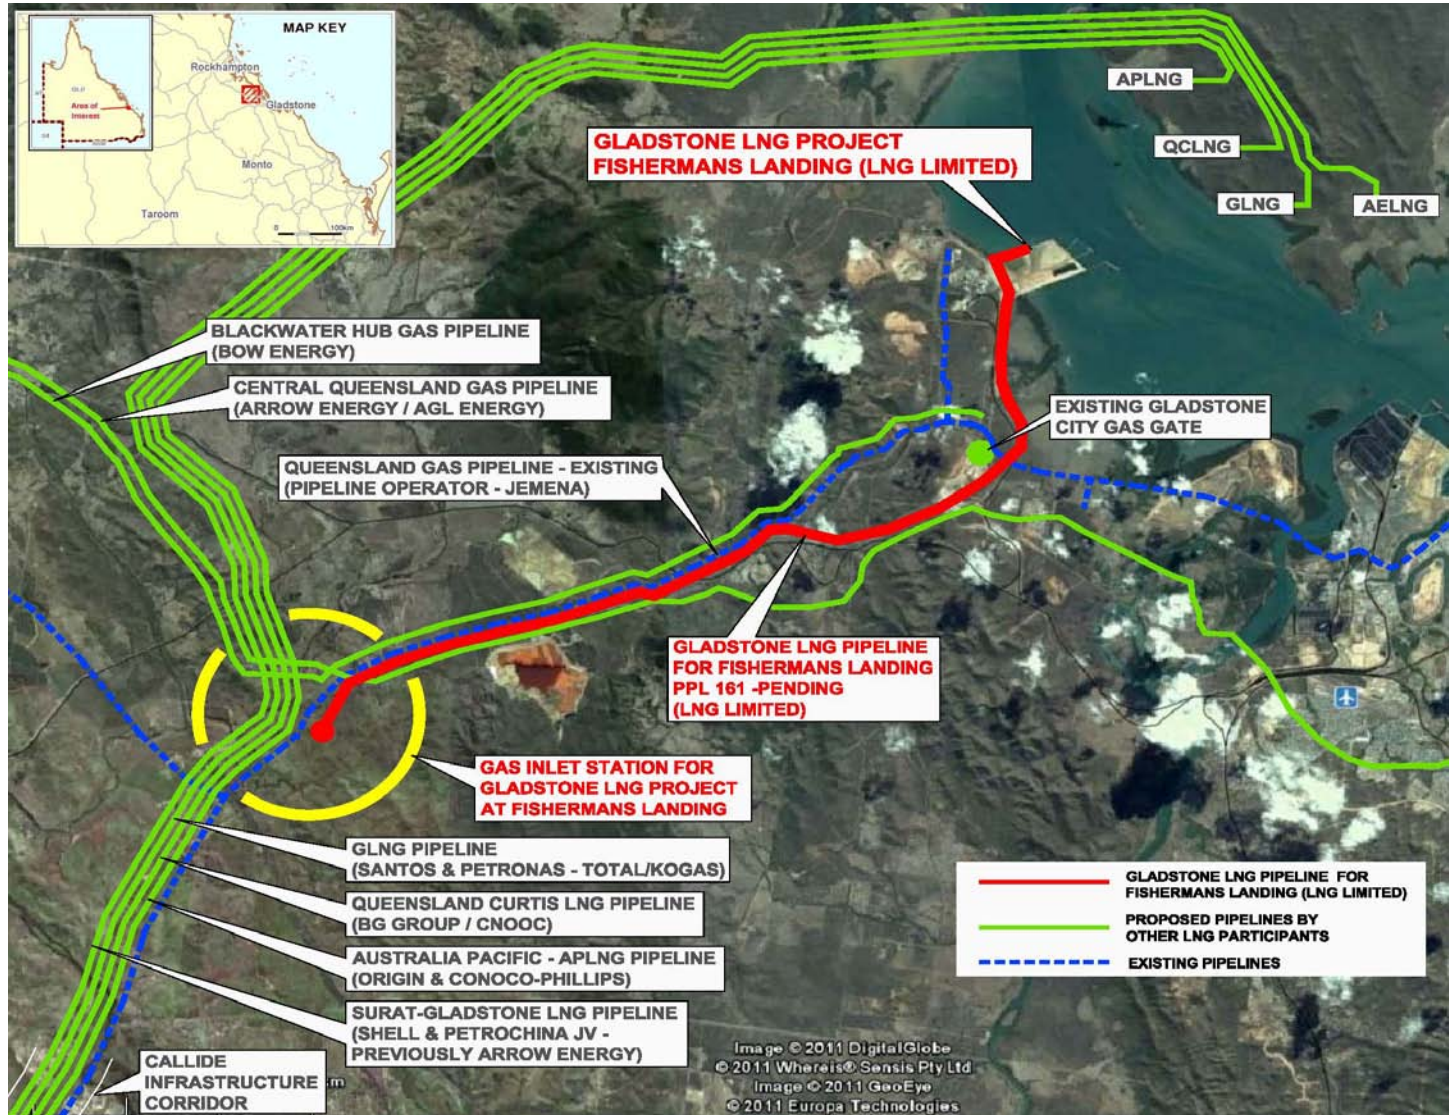 MAP KEY
Rockhampton
Gladstone
Monto
Taroom
0
100km
QLD
Area of
Interest
APLNG
QCLNG
GLNG
AELNG
GLADSTONE LNG PROJECT
FISHERMANS LANDING (LNG LIMITED)
BLACKWATER HUB GAS PIPELINE
(BOW ENERGY)
CENTRAL QUEENSLAND GAS PIPELINE
(ARROW ENERGY / AGL ENERGY)
EXISTING GLADSTONE
CITY GAS GATE
QUEENSLAND GAS PIPELINE - EXISTING
(PIPELINE OPERATOR - JEMENA)
GLADSTONE LNG PIPELINE
FOR FISHERMANS LANDING
PPL 161 -PENDING
(LNG LIMITED)
GAS INLET STATION FOR
GLADSTONE LNG PROJECT
AT FISHERMANS LANDING
GLNG PIPELINE
(SANTOS & PETRONAS - TOTAL/KOGAS)
QUEENSLAND CURTIS LNG PIPELINE
(BG GROUP / CNOOC)
AUSTRALIA PACIFIC - APLNG PIPELINE
(ORIGIN & CONOCO-PHILLIPS)
SURAT-GLADSTONE LNG PIPELINE
(SHELL & PETROCHINA JV -
PREVIOUSLY ARROW ENERGY)
CALLIDE
INFRASTRUCTURE
CORRIDOR
GLADSTONE LNG PIPELINE FOR
FISHERMANS LANDING (LNG LIMITED)
PROPOSED PIPELINES BY
OTHER LNG PARTICIPANTS
EXISTING PIPELINES
Image © 2011 DigitalGlobe
© 2011 Whereis® Sensis Pty Ltd
Image © 2011 GeoEye
© 2011 Europa Technologies